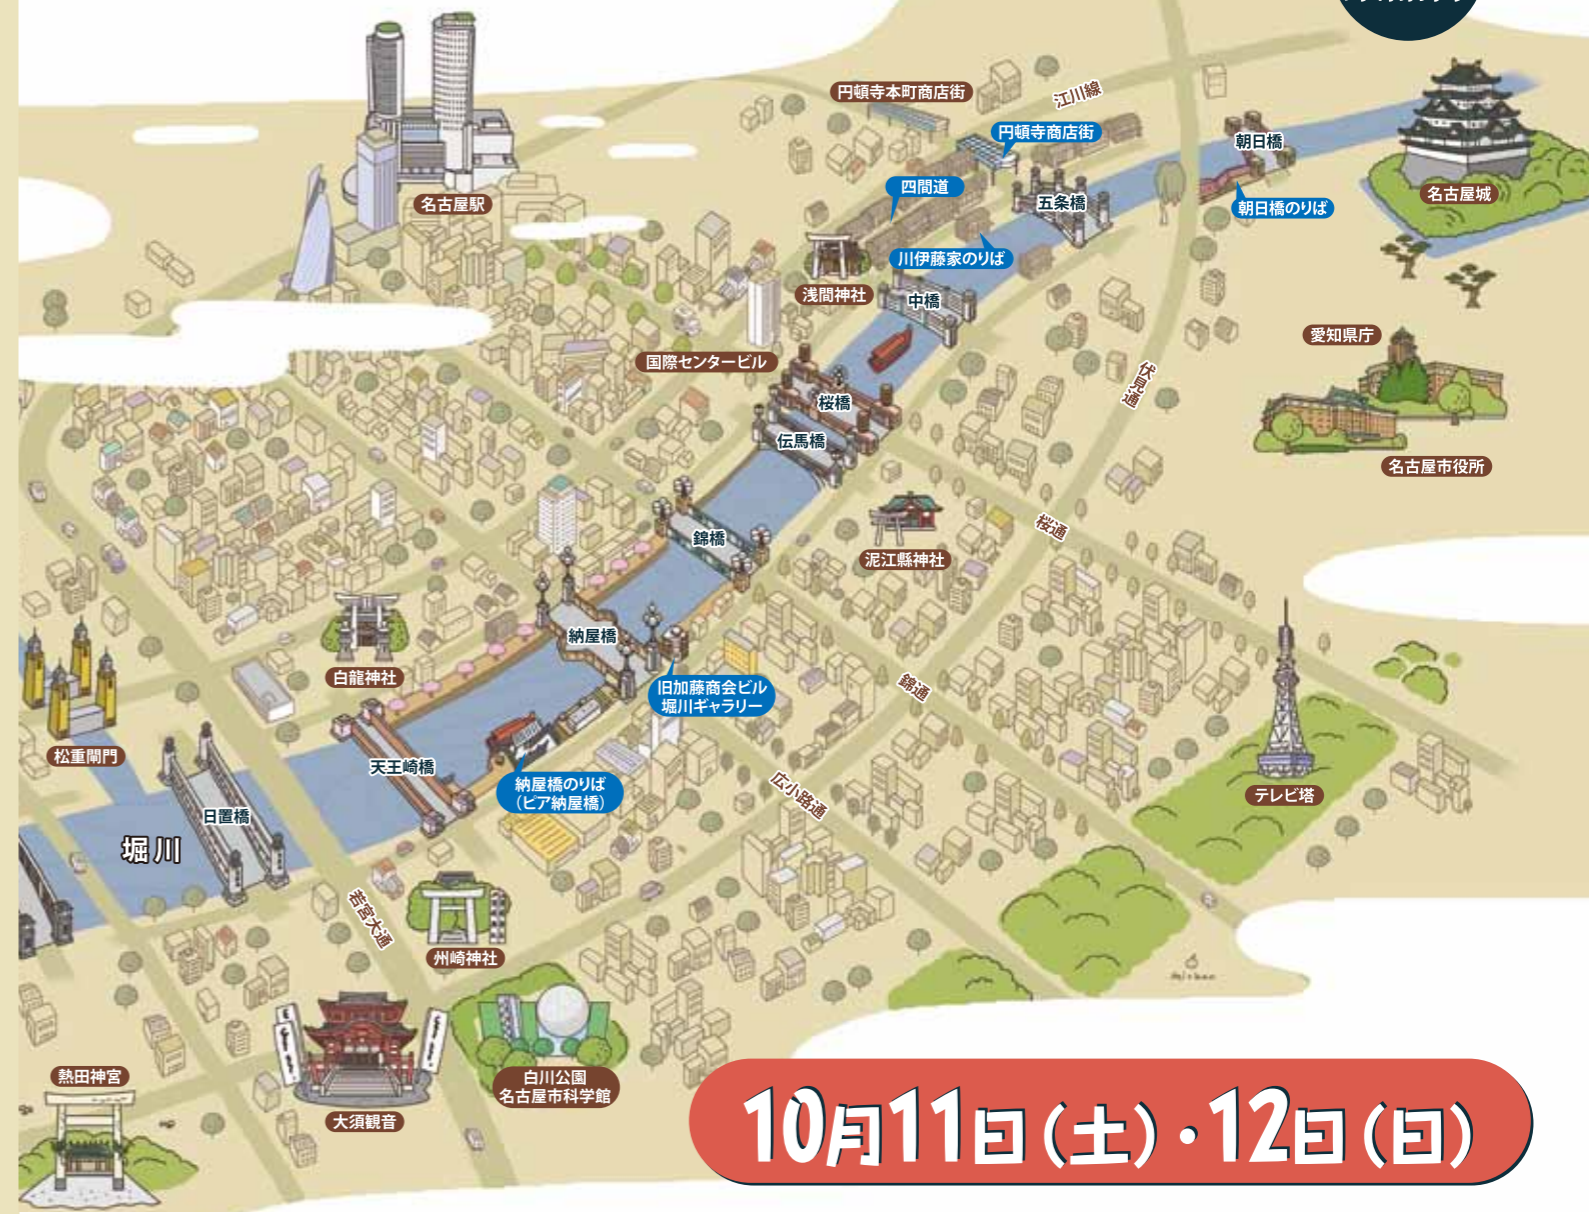 円頓寺本町商店街
江川線
円頓寺商店街
朝日橋
四間道
五条橋
名古屋城
名古屋駅
朝日橋のりば
川伊藤家のりば
浅間神社
中橋
愛知県庁
国際センタービル
伏見通
桜橋
伝馬橋
名古屋市役所
桜通
錦橋
泥江縣神社
納屋橋
白龍神社
旧加藤商会ビル
堀川ギャラリー
錦通
松重閘門
天王崎橋
納屋橋のりば
(ピア納屋橋)
広小路通
テレビ塔
日置橋
堀川
若宮大通
州崎神社
熱田神宮
白川公園
名古屋市科学館
大須観音
10月11日(土)・12日(日)